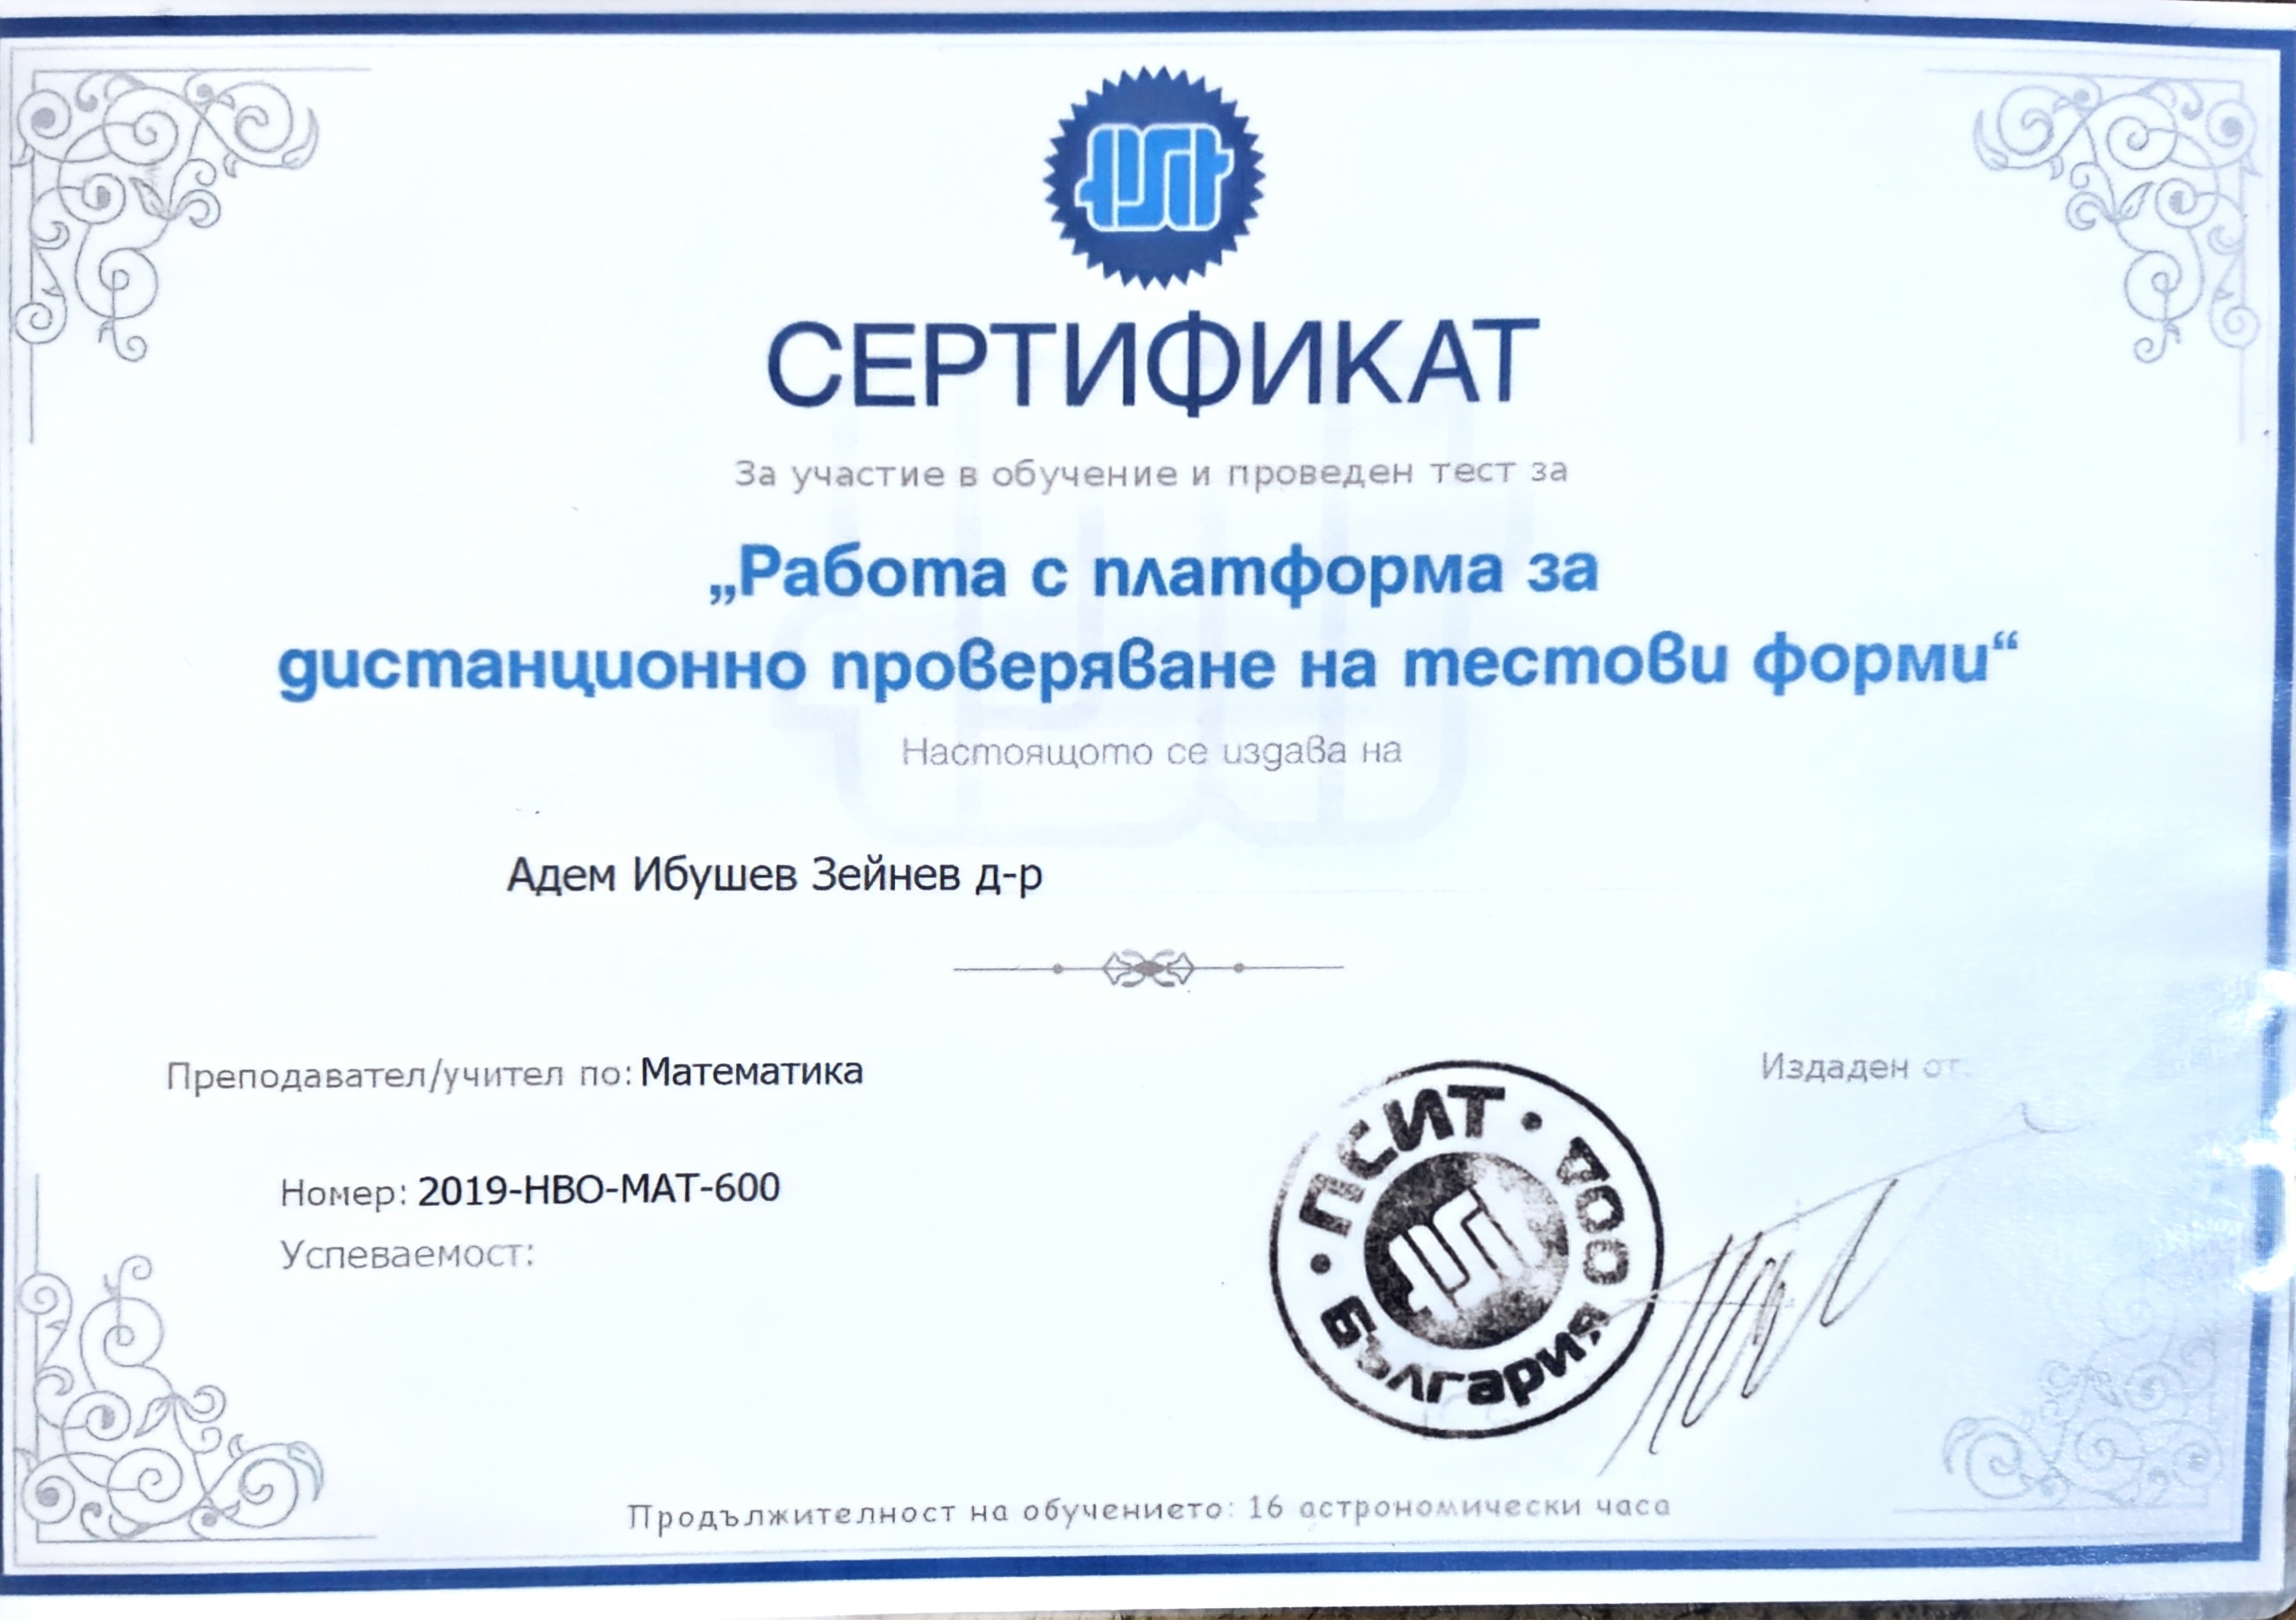 СЕРТИФИКАТ
За участие в обучение и проведен тест за
„Работа с платформа за
дистанционно проверяване на тестови форми“
Настоящото се издава на
Адем Ибушев Зейнев д-р
Преподавател/учител по: Математика
Издаден от:
Номер: 2019-НВО-МАТ-600
Успеваемост:
ПСИТ • ДОО
• България
Продължителност на обучението: 16 астрономически часа